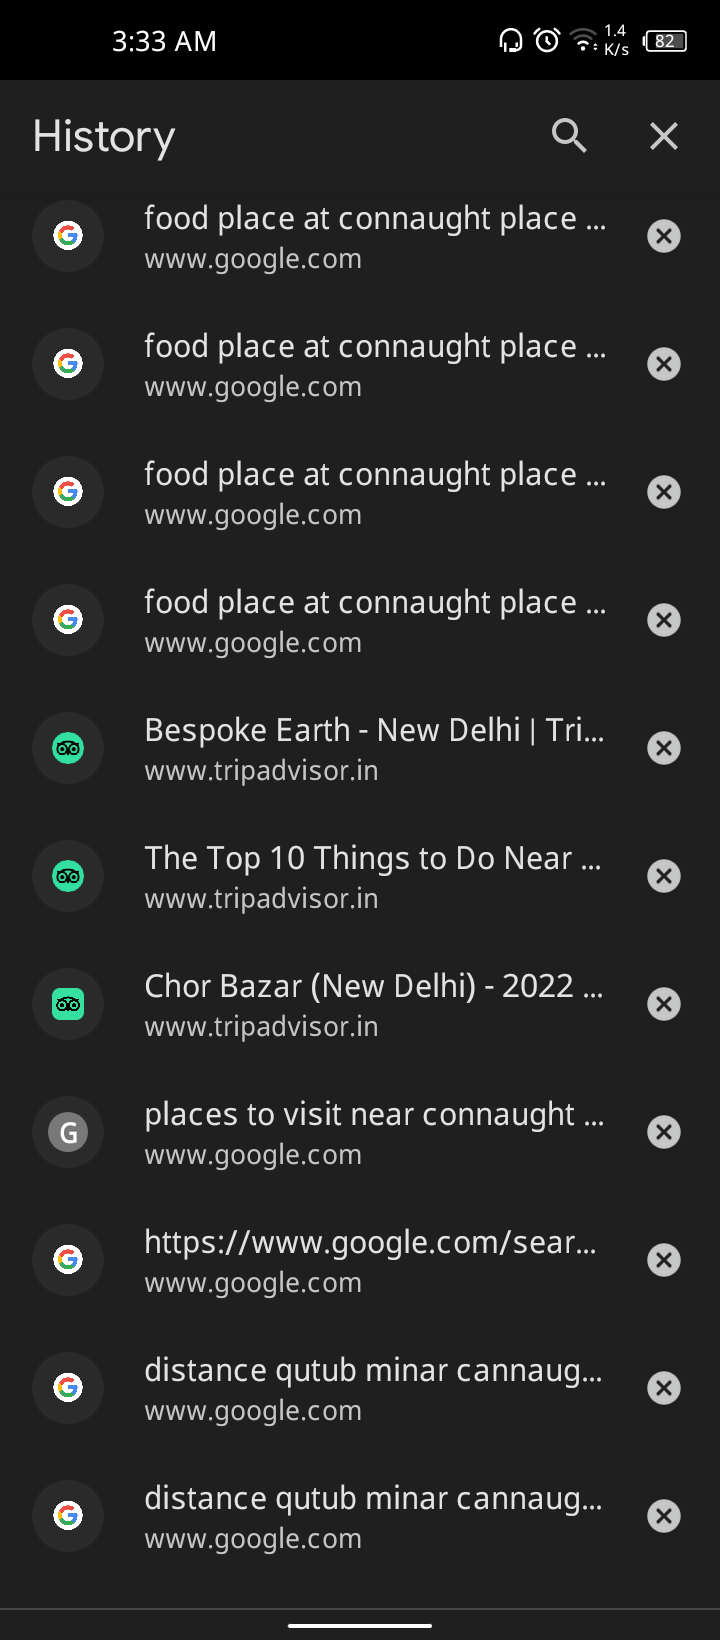 3:33 AM
1.4
K/s
82
History
food place at connaught place ...
www.google.com
food place at connaught place ...
www.google.com
food place at connaught place ...
www.google.com
food place at connaught place ...
www.google.com
Bespoke Earth - New Delhi | Tri...
www.tripadvisor.in
The Top 10 Things to Do Near ...
www.tripadvisor.in
Chor Bazar (New Delhi) - 2022 ...
www.tripadvisor.in
G
places to visit near connaught ...
www.google.com
https://www.google.com/sear...
www.google.com
distance qutub minar cannaug...
www.google.com
distance qutub minar cannaug...
www.google.com